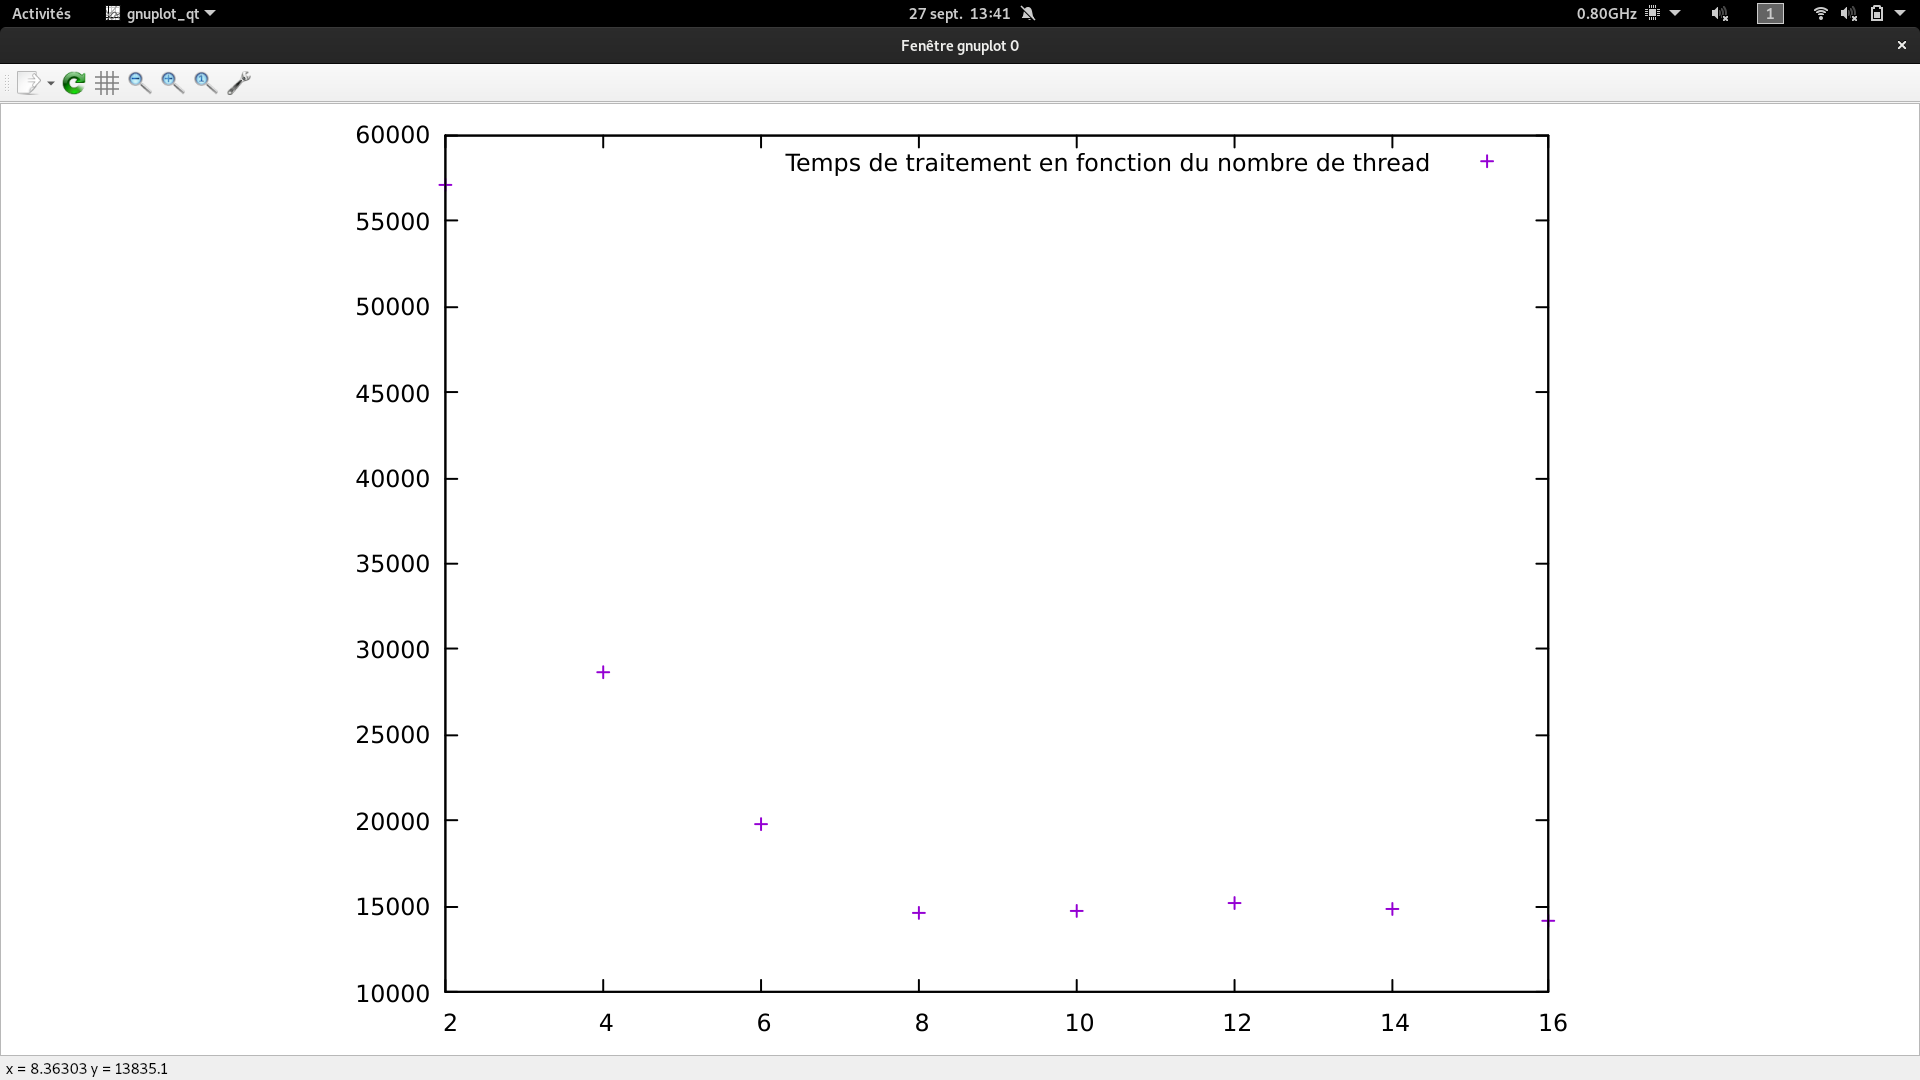 Activités gnuplot_qt 27 sept. 13:41 0.80GHz 1
Fenêtre gnuplot 0
1
60000
Temps de traitement en fonction du nombre de thread
55000
50000
45000
40000
35000
30000
25000
20000
15000
10000
2 4 6 8 10 12 14 16
x = 8.36303 y = 13835.1